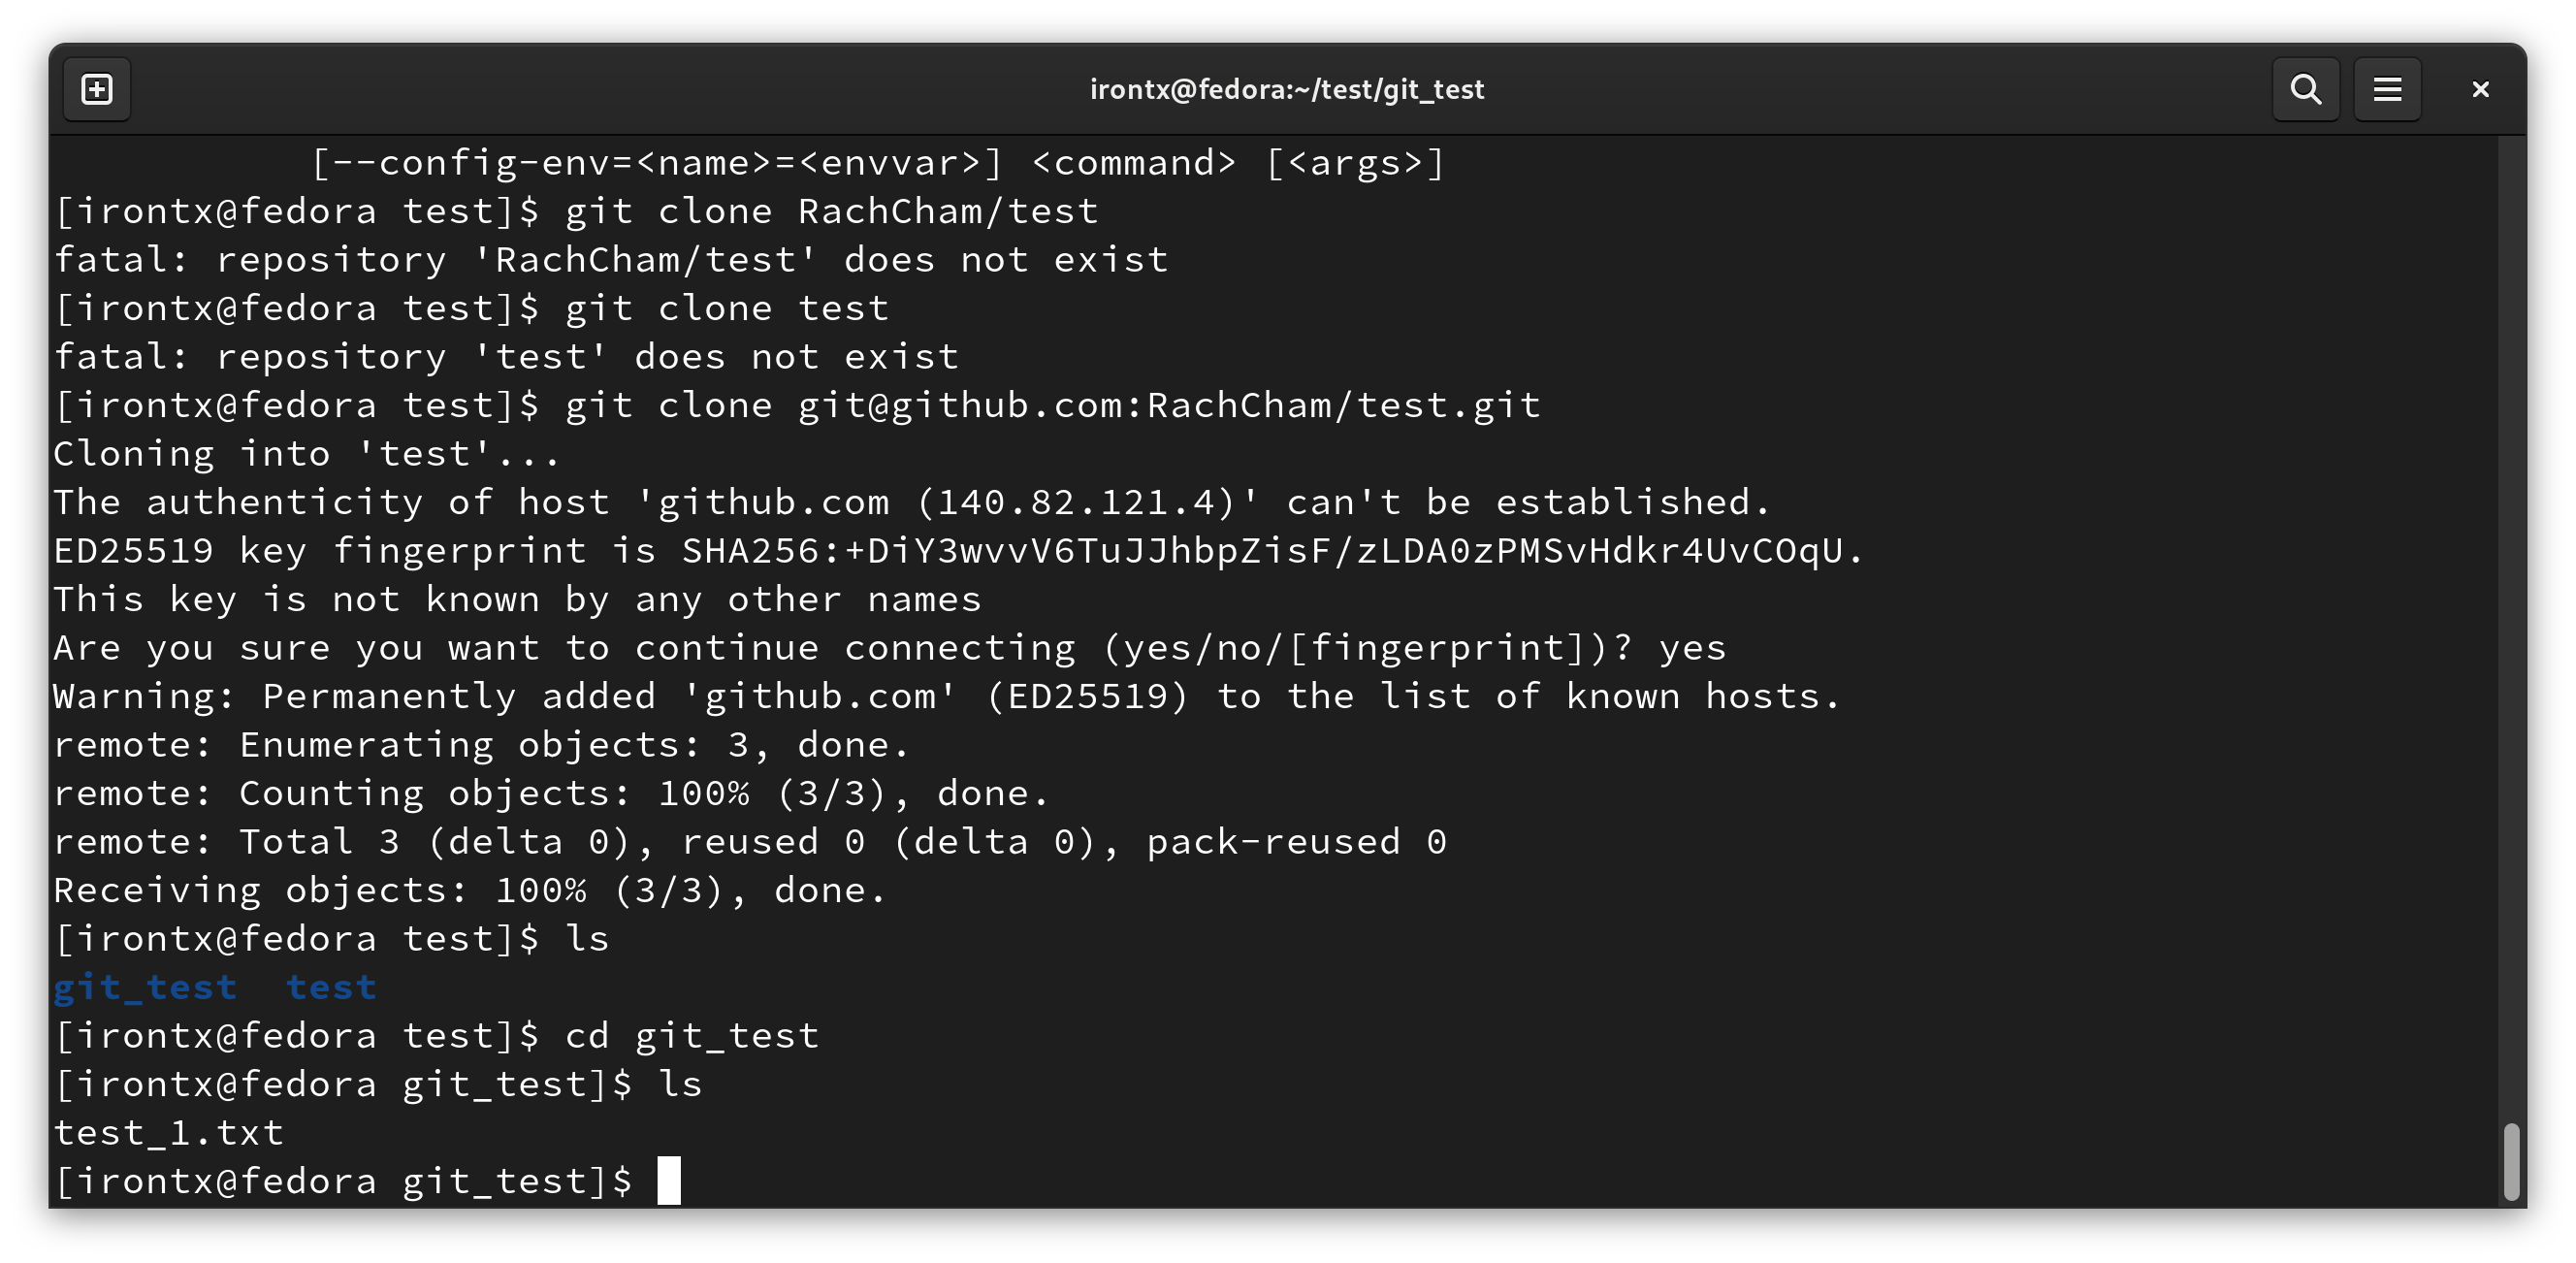 irontx@fedora:~/test/git_test
[--config-env=<name>=<envvar>] <command> [<args>]
[irontx@fedora test]$ git clone RachCham/test
fatal: repository 'RachCham/test' does not exist
[irontx@fedora test]$ git clone test
fatal: repository 'test' does not exist
[irontx@fedora test]$ git clone git@github.com:RachCham/test.git
Cloning into 'test'...
The authenticity of host 'github.com (140.82.121.4)' can't be established.
ED25519 key fingerprint is SHA256:+DiY3wvvV6TuJJhbpZisF/zLDA0zPMSvHdkr4UvCOqU.
This key is not known by any other names
Are you sure you want to continue connecting (yes/no/[fingerprint])? yes
Warning: Permanently added 'github.com' (ED25519) to the list of known hosts.
remote: Enumerating objects: 3, done.
remote: Counting objects: 100% (3/3), done.
remote: Total 3 (delta 0), reused 0 (delta 0), pack-reused 0
Receiving objects: 100% (3/3), done.
[irontx@fedora test]$ ls
git_test  test
[irontx@fedora test]$ cd git_test
[irontx@fedora git_test]$ ls
test_1.txt
[irontx@fedora git_test]$